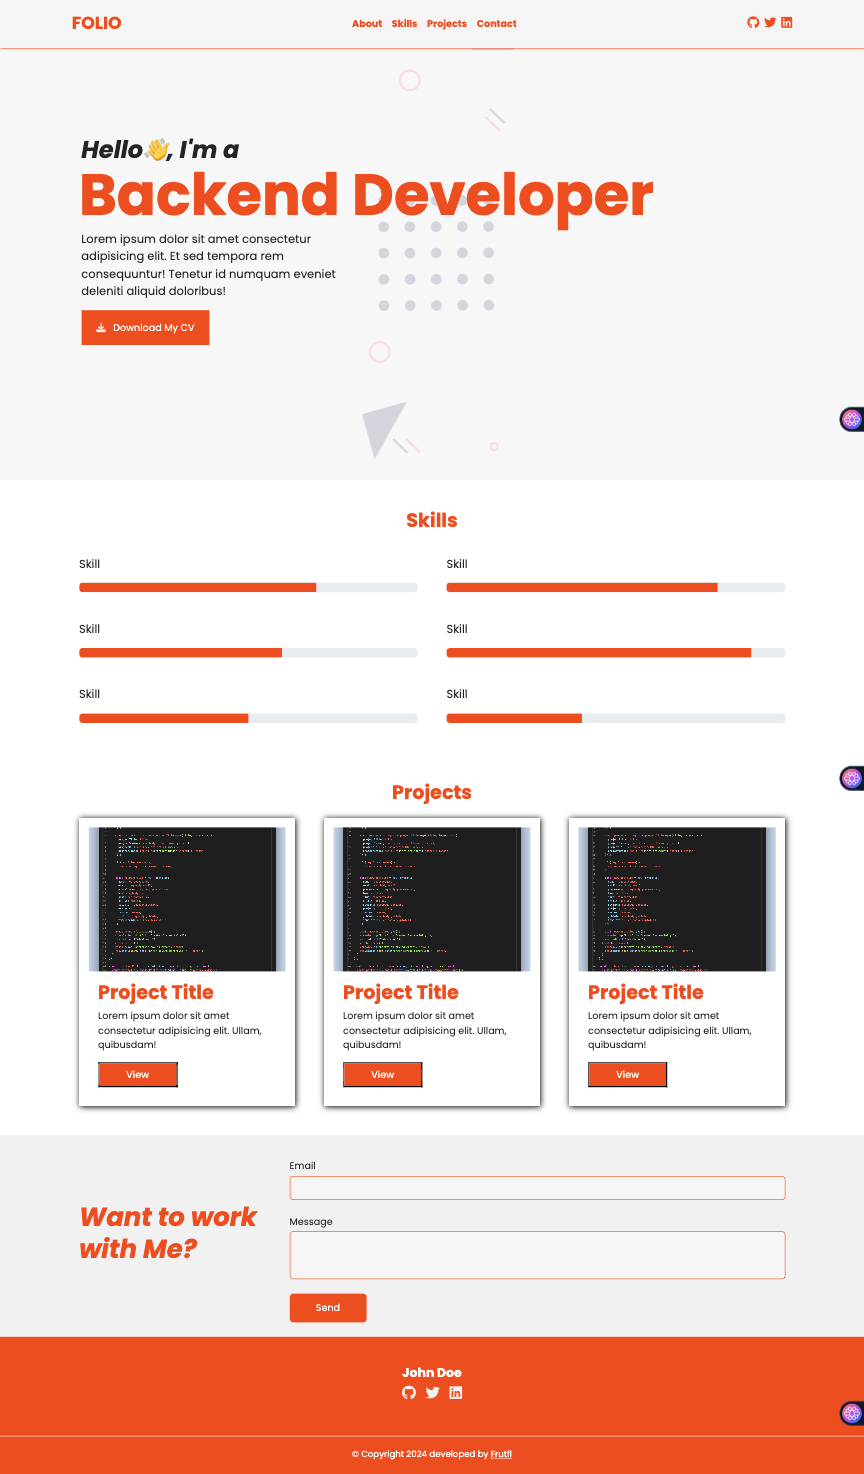 FOLIO
About Skills Projects Contact
Hello👋, I'm a
Backend Developer
Lorem ipsum dolor sit amet consectetur
adipisicing elit. Et sed tempora rem
consequuntur! Tenetur id numquam eveniet
deleniti aliquid doloribus!
Download My CV
Skills
Skill
Skill
Skill
Skill
Skill
Skill
Projects
Project Title
Lorem ipsum dolor sit amet
consectetur adipisicing elit. Ullam,
quibusdam!
View
Project Title
Lorem ipsum dolor sit amet
consectetur adipisicing elit. Ullam,
quibusdam!
View
Project Title
Lorem ipsum dolor sit amet
consectetur adipisicing elit. Ullam,
quibusdam!
View
Want to work
with Me?
Email
Message
Send
John Doe
© Copyright 2024 developed by Frutfl